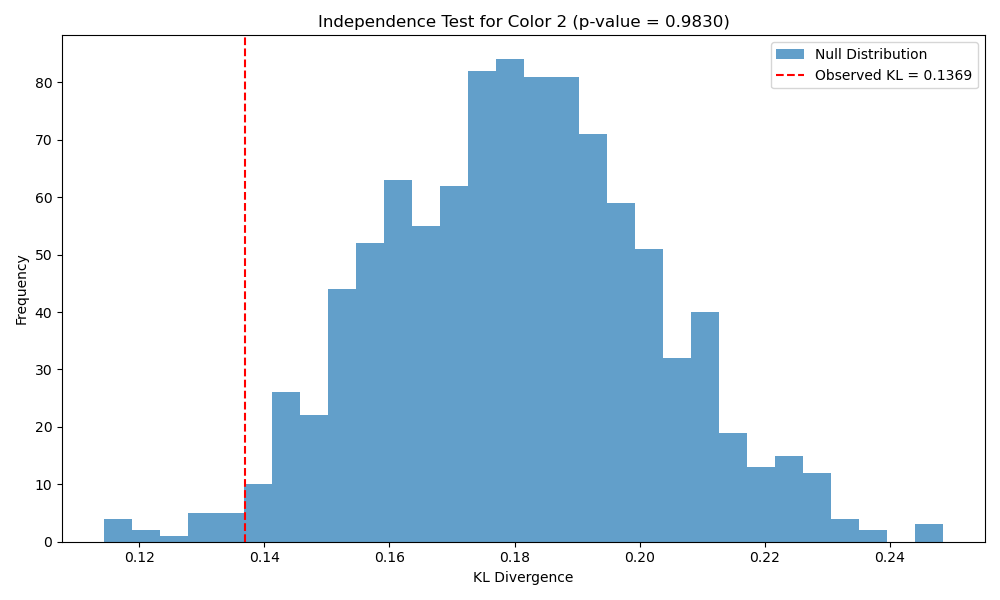 Independence Test for Color 2 (p-value = 0.9830)
Null Distribution
Observed KL = 0.1369
Frequency
80
70
60
50
40
30
20
10
0
0.12 0.14 0.16 0.18 0.20 0.22 0.24
KL Divergence